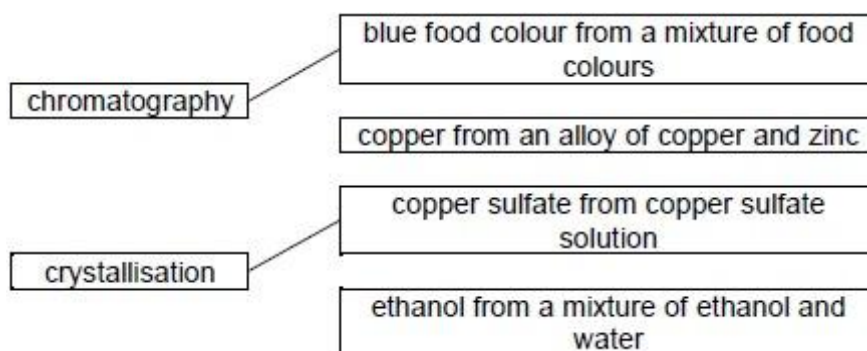 blue food colour from a mixture of food
colours
chromatography
copper from an alloy of copper and zinc
copper sulfate from copper sulfate
solution
crystallisation
ethanol from a mixture of ethanol and
water